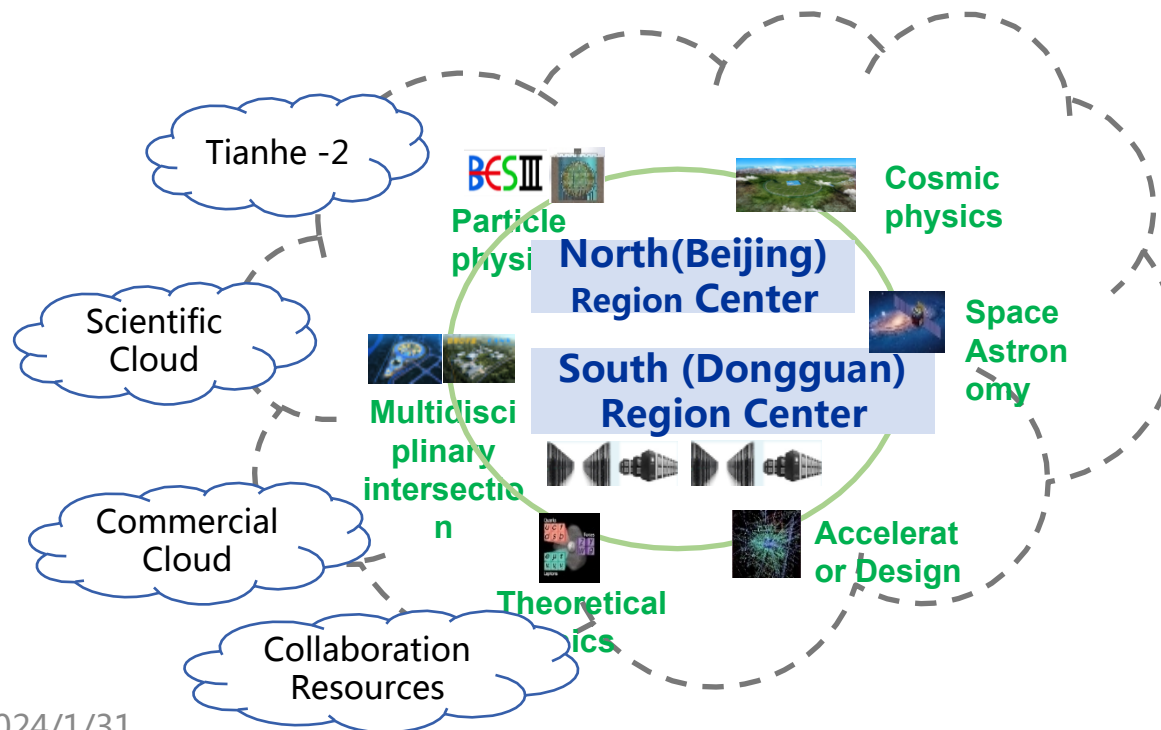 Tianhe -2
BESIII
Particle
physi
Cosmic
physics
North(Beijing)
Region Center
Scientific
Cloud
Space
Astron
omy
South (Dongguan)
Region Center
Multidisci
plinary
intersectio
n
Commercial
Cloud
Accelerat
or Design
Theoretical
ics
Collaboration
Resources
024/1/31